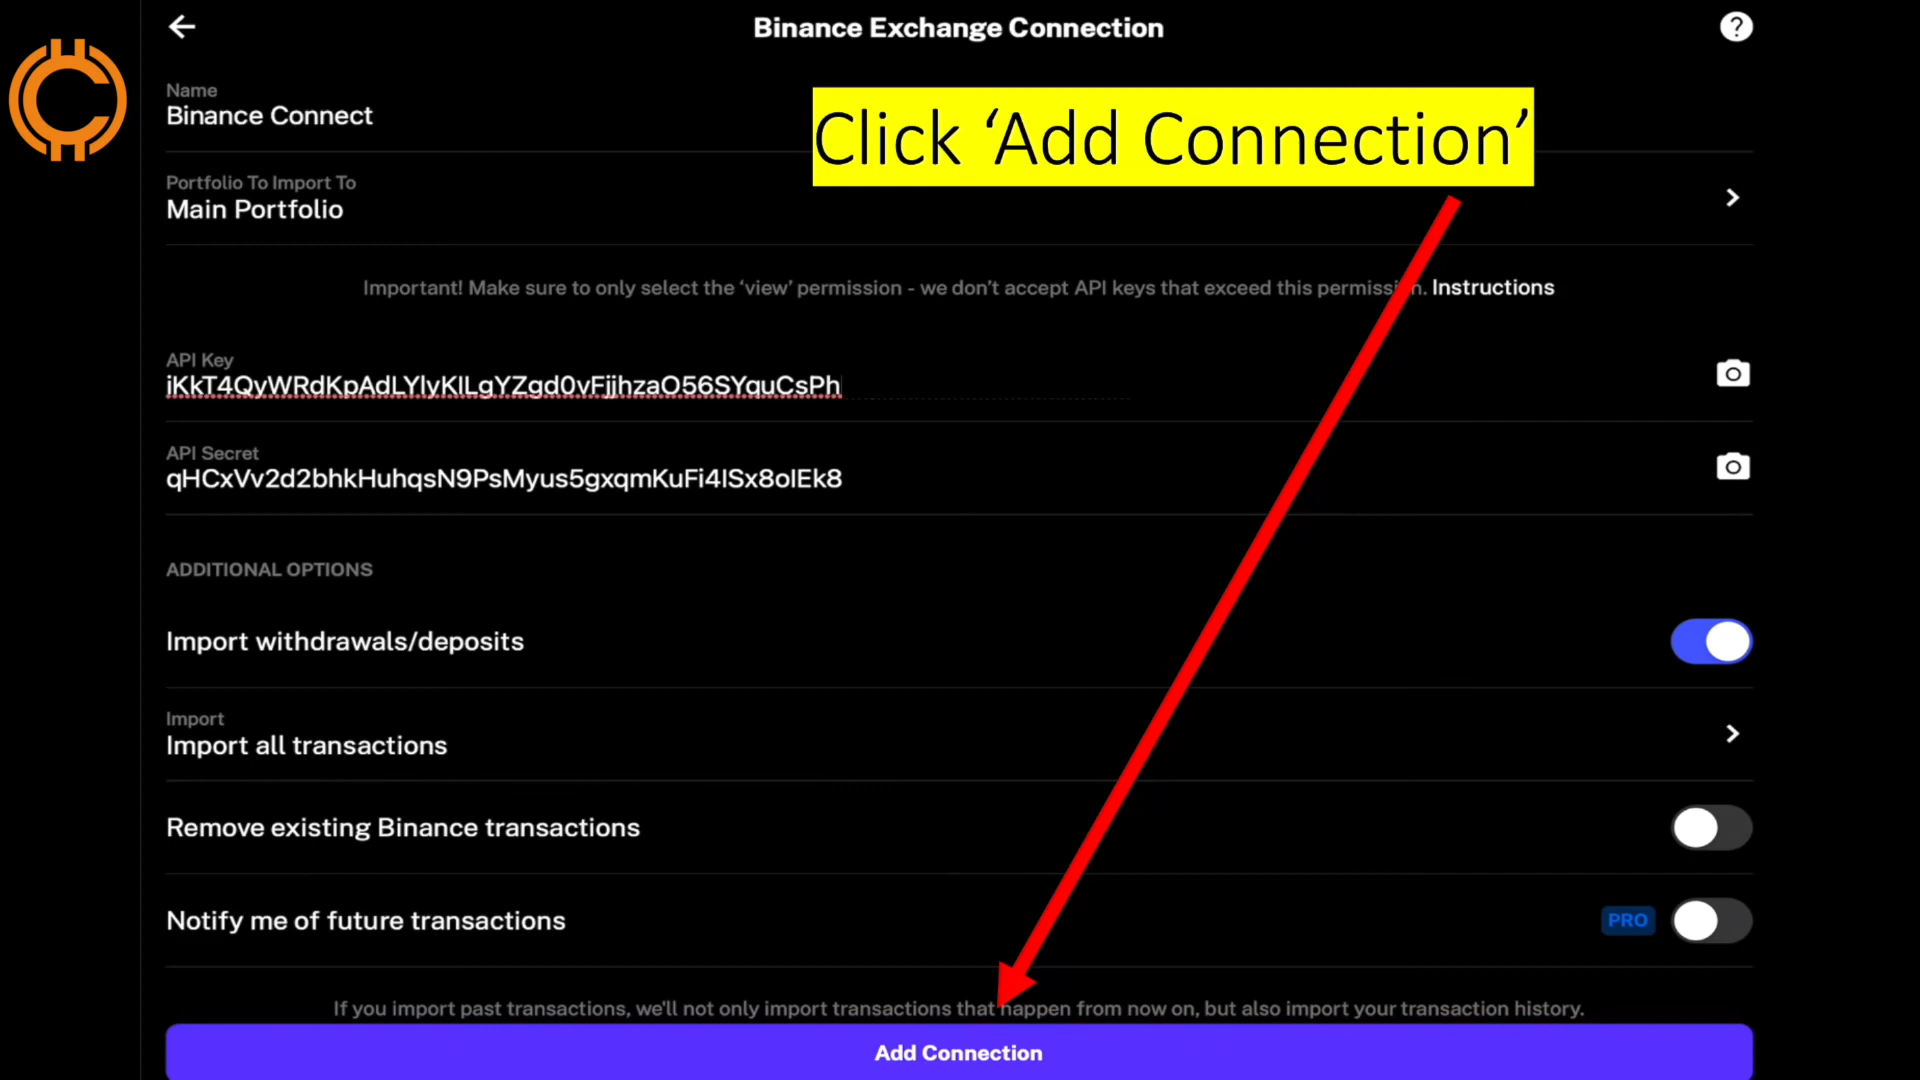 Binance Exchange Connection
?
Name
Binance Connect
Click ‘Add Connection’
Portfolio To Import To
Main Portfolio
Important! Make sure to only select the ‘view’ permission - we don’t accept API keys that exceed this permission. Instructions
API Key
jKkT4QyWRdKpAdLYlyKILgYZgd0vFjjhzaO56SYquCsPh
API Secret
qHCxVv2d2bhkHuhqsN9PsMyus5gxqmKuFi4ISx8oIEk8
ADDITIONAL OPTIONS
Import withdrawals/deposits
Import
Import all transactions
Remove existing Binance transactions
Notify me of future transactions
PRO
If you import past transactions, we'll not only import transactions that happen from now on, but also import your transaction history.
Add Connection